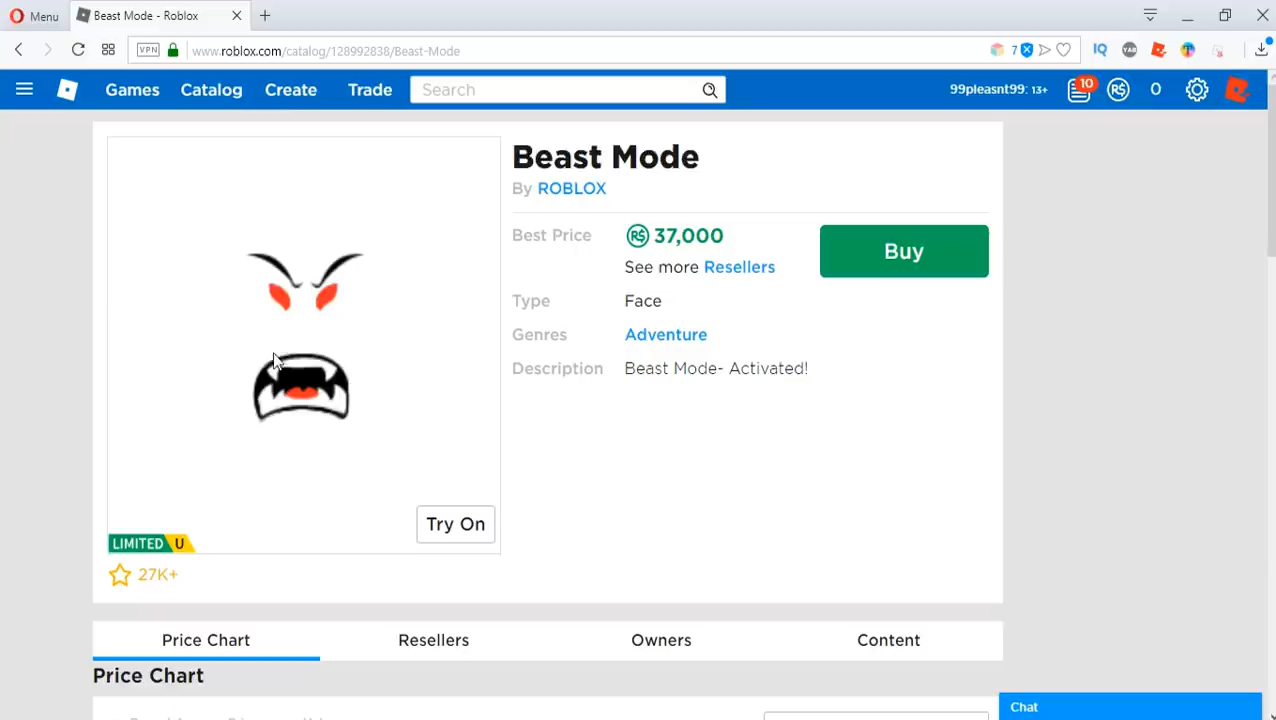 Menu
Beast Mode - Roblox
VPN
www.roblox.com/catalog/128992838/Beast-Mode
7
IQ
Games
Catalog
Create
Trade
Search
99pleasnt99: 13+
10
R$
0
Beast Mode
By ROBLOX
Best Price
R$ 37,000
Buy
See more Resellers
Type
Face
Genres
Adventure
Description
Beast Mode- Activated!
Try On
LIMITED U
27K+
Price Chart
Resellers
Owners
Content
Price Chart
Chat